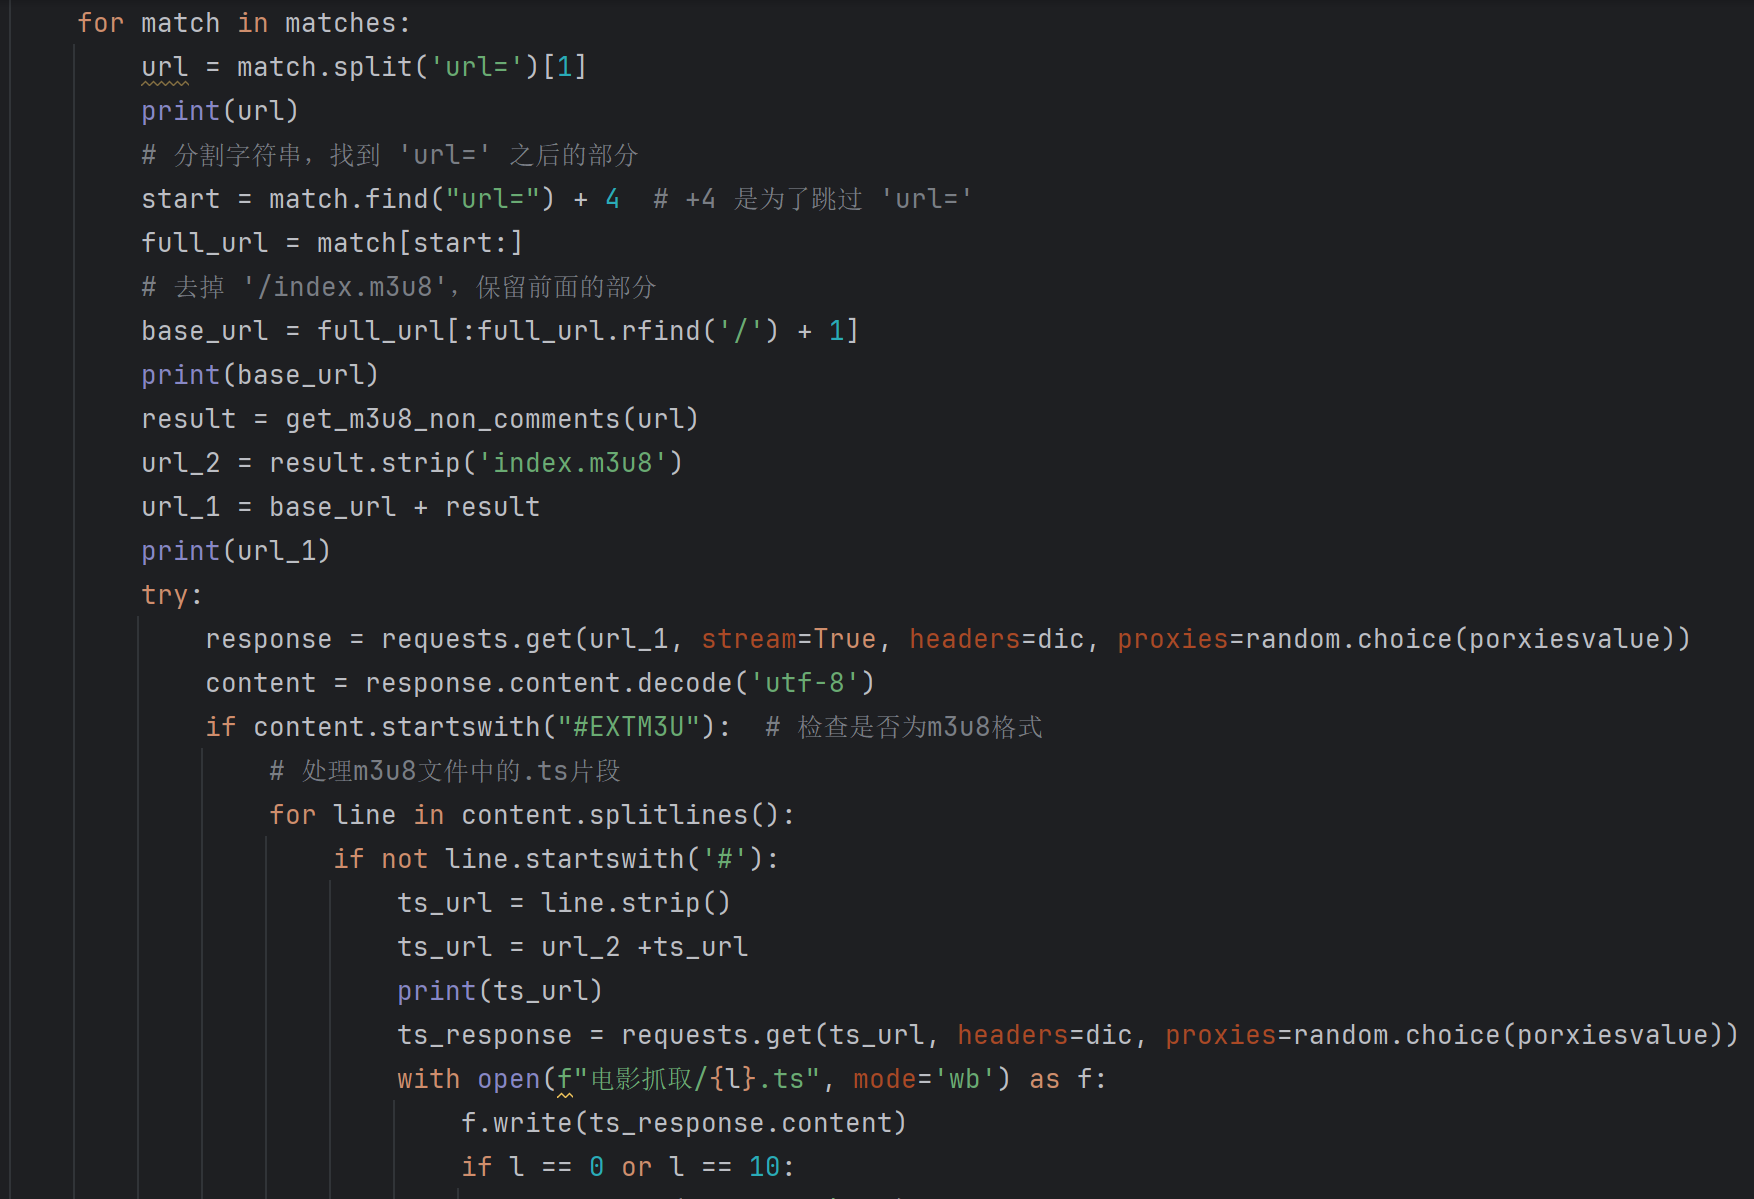 for match in matches:
url = match.split('url=')[1]
print(url)
# 分割字符串，找到 'url=' 之后的部分
start = match.find("url=") + 4  # +4 是为了跳过 'url='
full_url = match[start:]
# 去掉 '/index.m3u8'，保留前面的部分
base_url = full_url[:full_url.rfind('/') + 1]
print(base_url)
result = get_m3u8_non_comments(url)
url_2 = result.strip('index.m3u8')
url_1 = base_url + result
print(url_1)
try:
response = requests.get(url_1, stream=True, headers=dic, proxies=random.choice(porxiesvalue))
content = response.content.decode('utf-8')
if content.startswith("#EXTM3U"):  # 检查是否为m3u8格式
# 处理m3u8文件中的.ts片段
for line in content.splitlines():
if not line.startswith('#'):
ts_url = line.strip()
ts_url = url_2 +ts_url
print(ts_url)
ts_response = requests.get(ts_url, headers=dic, proxies=random.choice(porxiesvalue))
with open(f"电影抓取/{l}.ts", mode='wb') as f:
f.write(ts_response.content)
if l == 0 or l == 10: